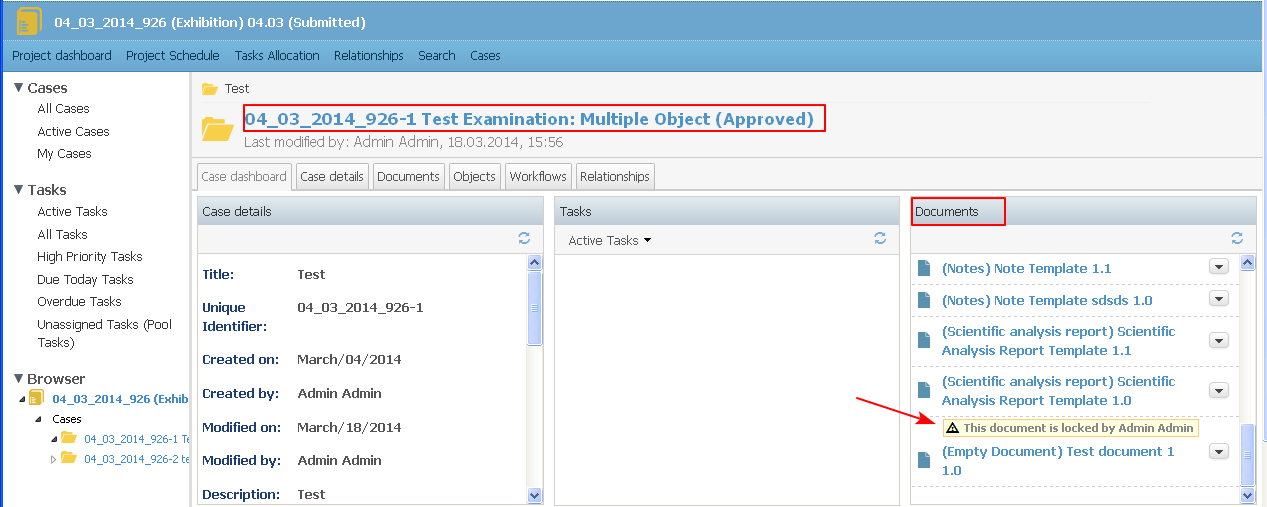 04_03_2014_926 (Exhibition) 04.03 (Submitted)
Project dashboard Project Schedule Tasks Allocation Relationships Search Cases
Cases
All Cases
Active Cases
My Cases
Tasks
Active Tasks
All Tasks
High Priority Tasks
Due Today Tasks
Overdue Tasks
Unassigned Tasks (Pool
Tasks)
Browser
04_03_2014_926 (Exhib
Cases
04_03_2014_926-1 Te
04_03_2014_926-2 te
Test
04_03_2014_926-1 Test Examination: Multiple Object (Approved)
Last modified by: Admin Admin, 18.03.2014, 15:56
Case dashboard Case details Documents Objects Workflows Relationships
Case details
Title: Test
Unique 04_03_2014_926-1
Identifier:
Created on: March/04/2014
Created by: Admin Admin
Modified on: March/18/2014
Modified by: Admin Admin
Description: Test
Tasks
Active Tasks
Documents
(Notes) Note Template 1.1
(Notes) Note Template sdsds 1.0
(Scientific analysis report) Scientific
Analysis Report Template 1.1
(Scientific analysis report) Scientific
Analysis Report Template 1.0
This document is locked by Admin Admin
(Empty Document) Test document 1
1.0